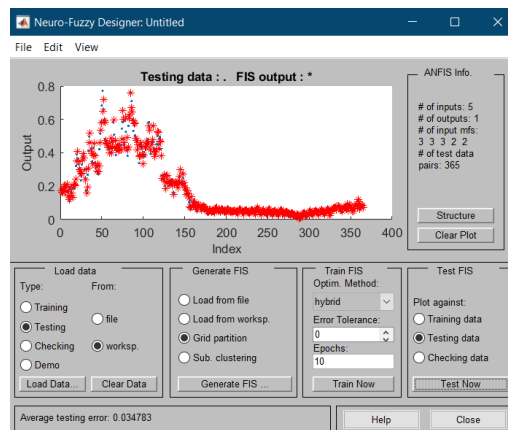 Neuro-Fuzzy Designer: Untitled
File Edit View
Testing data : . FIS output : *
0.8
0.6
0.4
0.2
0
Output
0 50 100 150 200 250 300 350 400
Index
ANFIS Info.
# of inputs: 5
# of outputs: 1
# of input mfs:
3 3 3 2 2
# of test data
pairs: 365
Structure
Clear Plot
Load data
Type: From:
Training
Testing
Checking
Demo
file
worksp.
Load Data... Clear Data
Generate FIS
Load from file
Load from worksp.
Grid partition
Sub. clustering
Generate FIS ...
Train FIS
Optim. Method:
hybrid
Error Tolerance:
0
Epochs:
10
Train Now
Test FIS
Plot against:
Training data
Testing data
Checking data
Test Now
Average testing error: 0.034783
Help Close